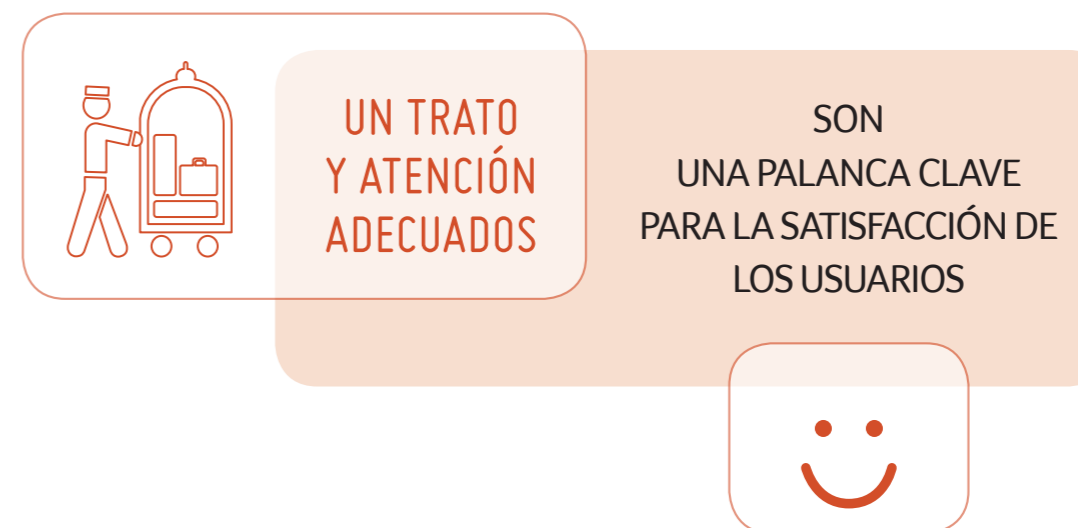 UN TRATO
Y ATENCIÓN
ADECUADOS
SON
UNA PALANCA CLAVE
PARA LA SATISFACCIÓN DE
LOS USUARIOS